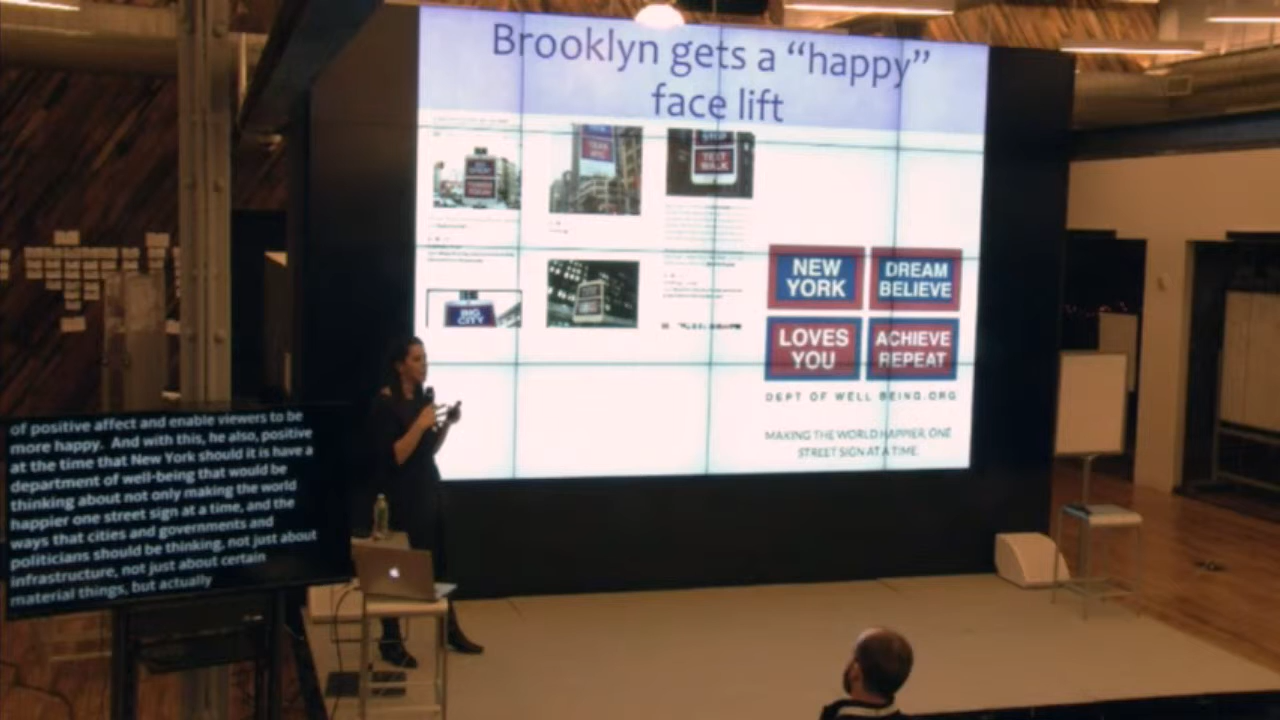 Brooklyn gets a “happy”
face lift
BIG
CITY
NEW
YORK
DREAM
BELIEVE
LOVES
YOU
ACHIEVE
REPEAT
DEPT OF WELL BEING.ORG
MAKING THE WORLD HAPPIER, ONE
STREET SIGN AT A TIME.
of positive affect and enable viewers to be
more happy. And with this, he also, positive
at the time that New York should it is have a
department of well-being that would be
thinking about not only making the world
happier one street sign at a time, and the
ways that cities and governments and
politicians should be thinking, not just about
infrastructure, not just about certain
material things, but actually